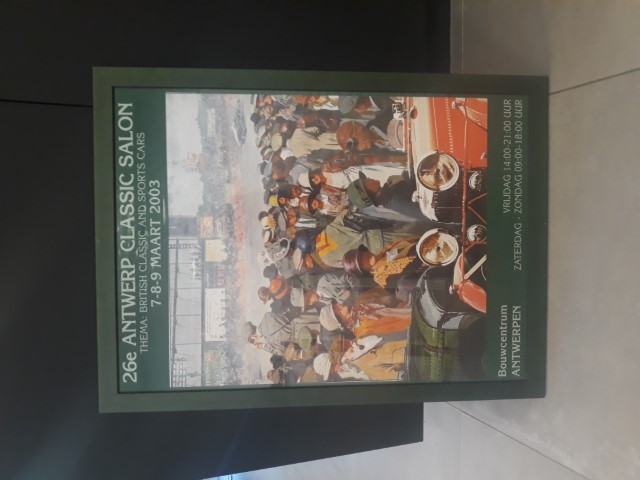 26e ANTWERP CLASSIC SALON
THEMA: BRITISH CLASSIC AND SPORTS CARS
7-8-9 MAART 2003
Bouwcentrum
ANTWERPEN
VRIJDAG 14:00-21:00 UUR
ZATERDAG - ZONDAG 09:00-18:00 UUR